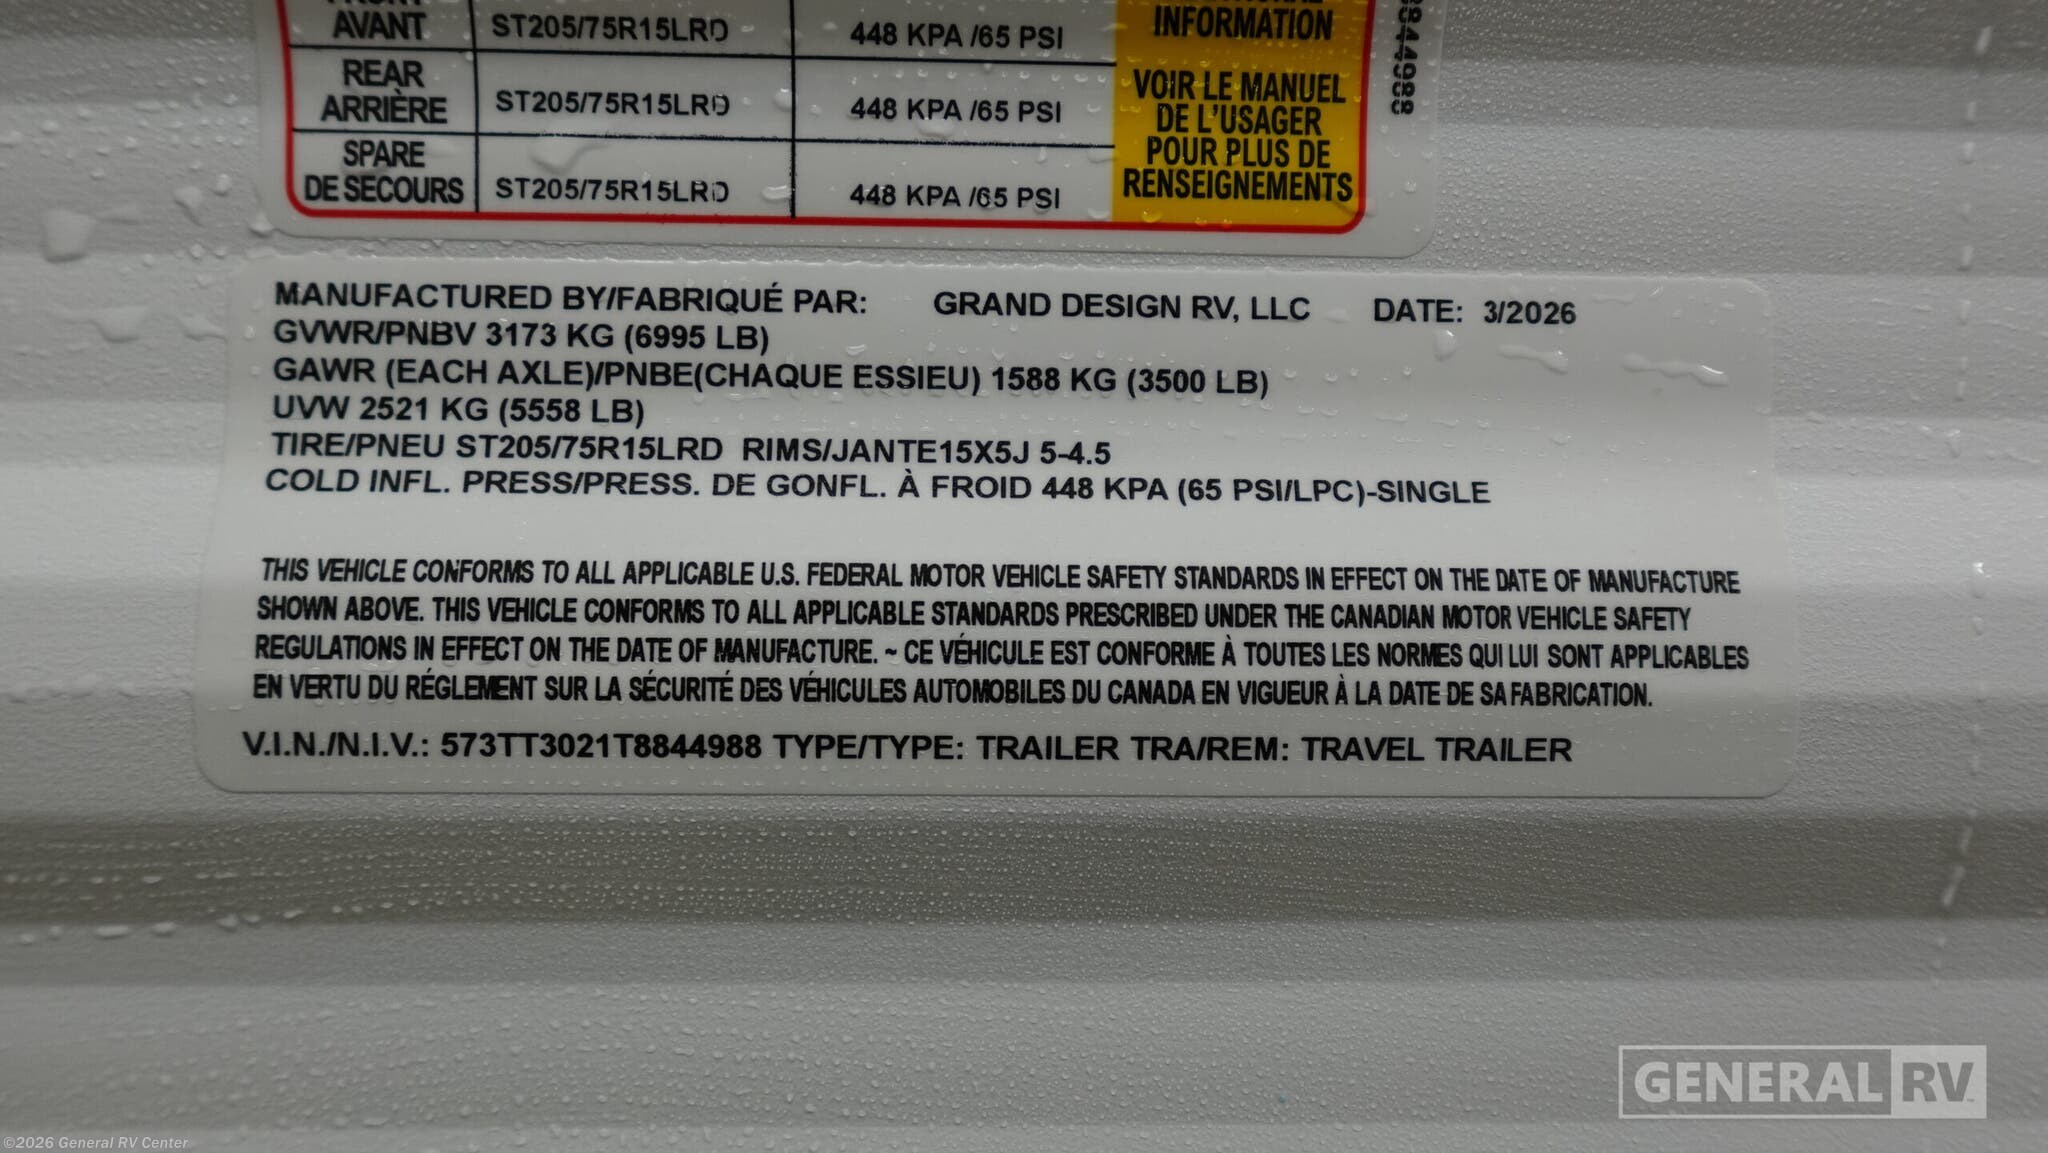 AVANT ST205/75R15LRD 448 KPA /65 PSI
INFORMATION
REAR
ARRIÈRE ST205/75R15LRD 448 KPA /65 PSI
SPARE
DE SECOURS ST205/75R15LRD 448 KPA /65 PSI
VOIR LE MANUEL
DE L'USAGER
POUR PLUS DE
RENSEIGNEMENTS
MANUFACTURED BY/FABRIQUÉ PAR: GRAND DESIGN RV, LLC DATE: 3/2026
GVWR/PNBV 3173 KG (6995 LB)
GAWR (EACH AXLE)/PNBE(CHAQUE ESSIEU) 1588 KG (3500 LB)
UVW 2521 KG (5558 LB)
TIRE/PNEU ST205/75R15LRD RIMS/JANTE15X5J 5-4.5
COLD INFL. PRESS/PRESS. DE GONFL. À FROID 448 KPA (65 PSI/LPC)-SINGLE
THIS VEHICLE CONFORMS TO ALL APPLICABLE U.S. FEDERAL MOTOR VEHICLE SAFETY STANDARDS IN EFFECT ON THE DATE OF MANUFACTURE
SHOWN ABOVE. THIS VEHICLE CONFORMS TO ALL APPLICABLE STANDARDS PRESCRIBED UNDER THE CANADIAN MOTOR VEHICLE SAFETY
REGULATIONS IN EFFECT ON THE DATE OF MANUFACTURE. ~ CE VÉHICULE EST CONFORME À TOUTES LES NORMES QUI LUI SONT APPLICABLES
EN VERTU DU RÉGLEMENT SUR LA SÉCURITÉ DES VÉHICULES AUTOMOBILES DU CANADA EN VIGUEUR À LA DATE DE SA FABRICATION.
V.I.N./N.I.V.: 573TT3021T8844988 TYPE/TYPE: TRAILER TRA/REM: TRAVEL TRAILER
GENERAL RV
©2026 General RV Center